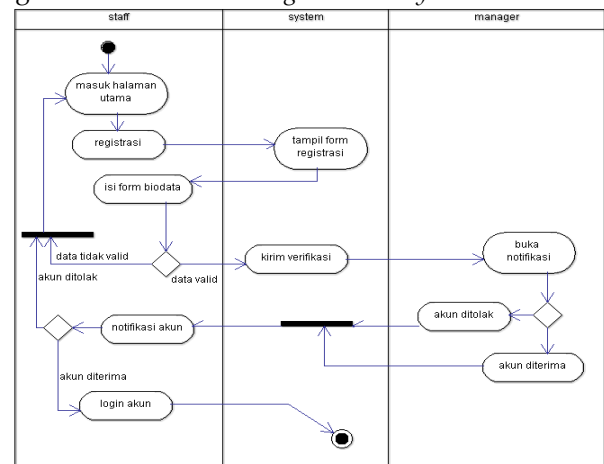 staff
system
manager
masuk halaman
utama
registrasi
tampil form
registrasi
isi form biodata
data tidak valid
data valid
kirim verifikasi
buka
notifikasi
akun ditolak
notifikasi akun
akun ditolak
akun diterima
akun diterima
login akun